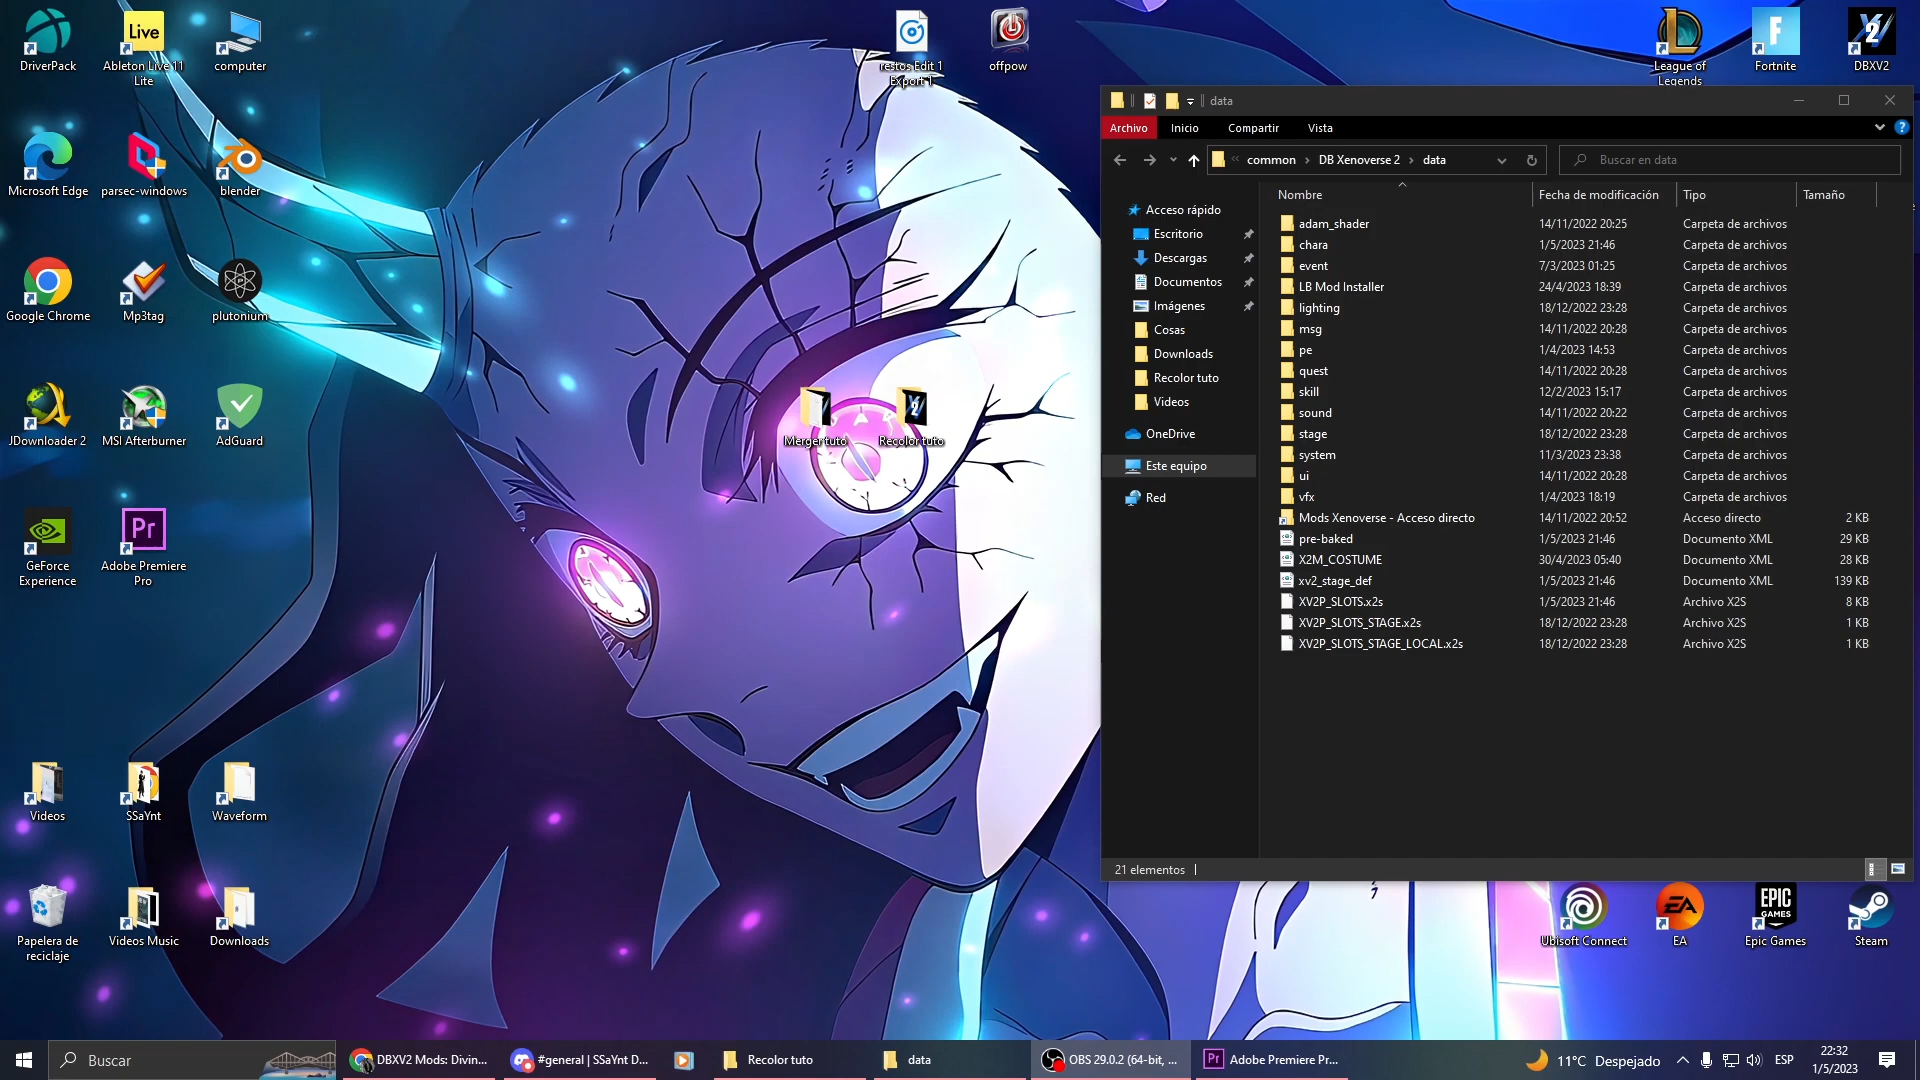 DriverPack
Ableton Live 11 Lite
computer
Live
restos Edit 1 Export 1
offpow
League of Legends
Fortnite
DBXV2
data
Archivo Inicio Compartir Vista
common DB Xenoverse 2 data
Buscar en data
Nombre Fecha de modificación Tipo Tamaño
Acceso rápido
Escritorio
Descargas
Documentos
Imágenes
Cosas
Downloads
Recolor tuto
Videos
OneDrive
Este equipo
Red
adam_shader 14/11/2022 20:25 Carpeta de archivos
chara 1/5/2023 21:46 Carpeta de archivos
event 7/3/2023 01:25 Carpeta de archivos
LB Mod Installer 24/4/2023 18:39 Carpeta de archivos
lighting 18/12/2022 23:28 Carpeta de archivos
msg 14/11/2022 20:28 Carpeta de archivos
pe 1/4/2023 14:53 Carpeta de archivos
quest 14/11/2022 20:28 Carpeta de archivos
skill 12/2/2023 15:17 Carpeta de archivos
sound 14/11/2022 20:22 Carpeta de archivos
stage 18/12/2022 23:28 Carpeta de archivos
system 11/3/2023 23:38 Carpeta de archivos
ui 14/11/2022 20:28 Carpeta de archivos
vfx 1/4/2023 18:19 Carpeta de archivos
Mods Xenoverse - Acceso directo 14/11/2022 20:52 Acceso directo 2 KB
pre-baked 1/5/2023 21:46 Documento XML 29 KB
X2M_COSTUME 30/4/2023 05:40 Documento XML 28 KB
xv2_stage_def 1/5/2023 21:46 Documento XML 139 KB
XV2P_SLOTS.x2s 1/5/2023 21:46 Archivo X2S 8 KB
XV2P_SLOTS_STAGE.x2s 18/12/2022 23:28 Archivo X2S 1 KB
XV2P_SLOTS_STAGE_LOCAL.x2s 18/12/2022 23:28 Archivo X2S 1 KB
21 elementos
Microsoft Edge
parsec-windows
blender
Google Chrome
Mp3tag
plutonium
JDownloader 2
MSI Afterburner
AdGuard
Merger tuto
Recolor tuto
GeForce Experience
Pr
Adobe Premiere Pro
Videos
SSaYnt
Waveform
Papelera de reciclaje
Videos Music
Downloads
EA
EPIC GAMES
Ubisoft Connect
EA
Epic Games
Steam
Buscar
DBXV2 Mods: Divin...
#general | SSaYnt D...
Recolor tuto
data
OBS 29.0.2 (64-bit, ...
Pr
Adobe Premiere Pr...
11°C Despejado
ESP
22:32
1/5/2023